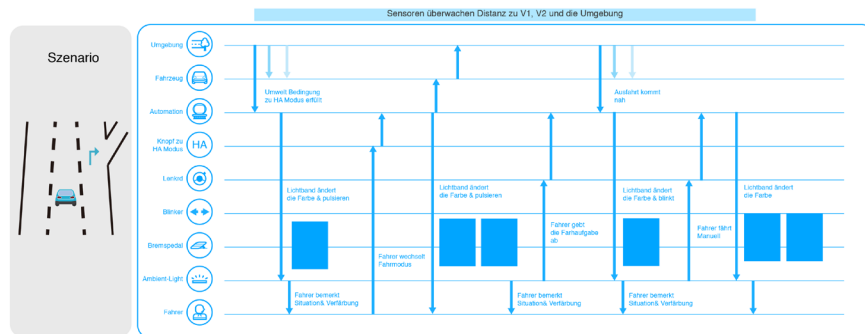 Sensoren überwachen Distanz zu V1, V2 und die Umgebung
Szenario
Umgebung
Fahrzeug
Automation
Knopf zu
HA Modus
HA
Lenkrad
Blinker
Bremspedal
Ambient-Light
Fahrer
Umwelt Bedingung
zu HA Modus erfüllt
Ausfahrt kommt
nah
Lichtband ändert
die Farbe & pulsieren
Lichtband ändert
die Farbe & pulsieren
Lichtband ändert
die Farbe & blinkt
Lichtband ändert
die Farbe
Fahrer wechselt
Fahrmodus
Fahrer gebt
die Farhaufgabe
ab
Fahrer fährt
Manuell
Fahrer bemerkt
Situation& Verfärbung
Fahrer bemerkt
Situation& Verfärbung
Fahrer bemerkt
Situation& Verfärbung